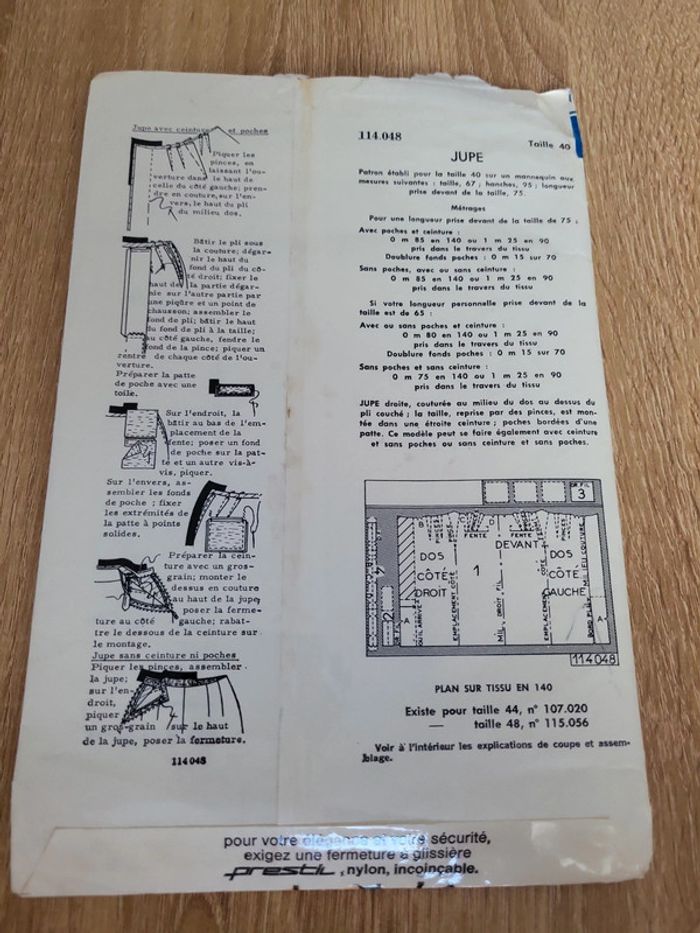 Jupe avec ceinture et poches
Piquer les
pinces, en
laissant l'ou-
verture dans le haut de
celle du côté gauche; pren-
dre en couture, sur l'en-
vers, le haut du pli
du milieu dos.
Bâtir le pli sous
la couture; dégar-
nir le haut du
fond du pli du cô-
té droit; fixer le
haut de la partie dégar-
nie sur l'autre partie par
une piqûre et un point de
chausson; assembler le
fond de pli; bâtir le haut
du fond de pli à la taille;
au côté gauche, fendre le
fond de la pince; piquer un
rentré de chaque côté de l'ou-
verture.
Préparer la patte
de poche avec une
toile.
Sur l'endroit, la
bâtir au bas de l'em-
placement de la
fente; poser un fond
de poche sur la pat-
te et un autre vis-à-
vis, piquer.
Sur l'envers, as-
sembler les fonds
de poche; fixer
les extrémités de
la patte à points
solides.
Préparer la cein-
ture avec un gros-
grain; monter le
dessus en couture
au haut de la jupe,
poser la ferme-
ture au côté gauche; rabat-
tre le dessous de la ceinture sur
le montage.
Jupe sans ceinture ni poches
Piquer les pinces, assembler
la jupe;
sur l'en-
droit,
piquer
un gros-grain sur le haut
de la jupe, poser la fermeture.
114048
114.048
Taille 40
JUPE
Patron établi pour la taille 40 sur un mannequin aux
mesures suivantes : taille, 67 ; hanches, 95 ; longueur
prise devant de la taille, 75.
Métrages
Pour une longueur prise devant de la taille de 75 :
Avec poches et ceinture :
0 m 85 en 140 ou 1 m 25 en 90
pris dans le travers du tissu
Doublure fonds poches : 0 m 15 sur 70
Sans poches, avec ou sans ceinture :
0 m 85 en 140 ou 1 m 25 en 90
pris dans le travers du tissu
Si votre longueur personnelle prise devant de la
taille est de 65 :
Avec ou sans poches et ceinture :
0 m 80 en 140 ou 1 m 25 en 90
pris dans le travers du tissu
Doublure fonds poches : 0 m 15 sur 70
Sans poches et sans ceinture :
0 m 75 en 140 ou 1 m 25 en 90
pris dans le travers du tissu
JUPE droite, couturée au milieu du dos au dessus du
pli couché ; la taille, reprise par des pinces, est mon-
tée dans une étroite ceinture ; poches bordées d'une
patte. Ce modèle peut se faire également avec ceinture
et sans poches ou sans ceinture et sans poches.
DR FIL 3
B
FENTE
D
FENTE
DEVANT
DOS
CÔTÉ
DROIT
1
DOS
CÔTÉ
GAUCHE
4
2
DR FIL
A
EMPLACEMENT CÔTÉ
MIL. DROIT FIL
EMPLACEMENT CÔTÉ
MILIEU COUTURE
A
114048
PLAN SUR TISSU EN 140
Existe pour taille 44, n° 107.020
— taille 48, n° 115.056
Voir à l'intérieur les explications de coupe et assem-
blage.
pour votre élégance et votre sécurité,
exigez une fermeture à glissière
prestil, nylon, incoinçable.